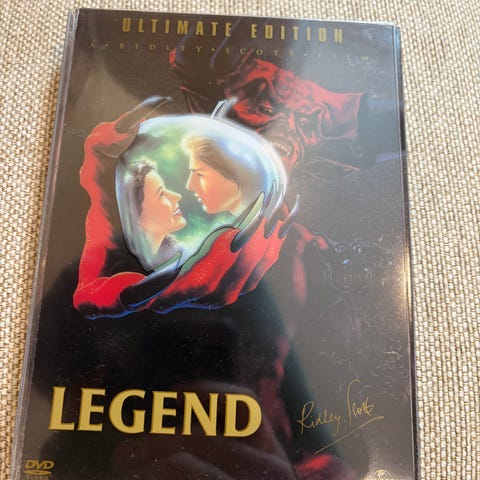 ULTIMATE EDITION
A • RIDLEY • SCOTT • FILM
LEGEND
Ridley Scott
DVD
VIDEO